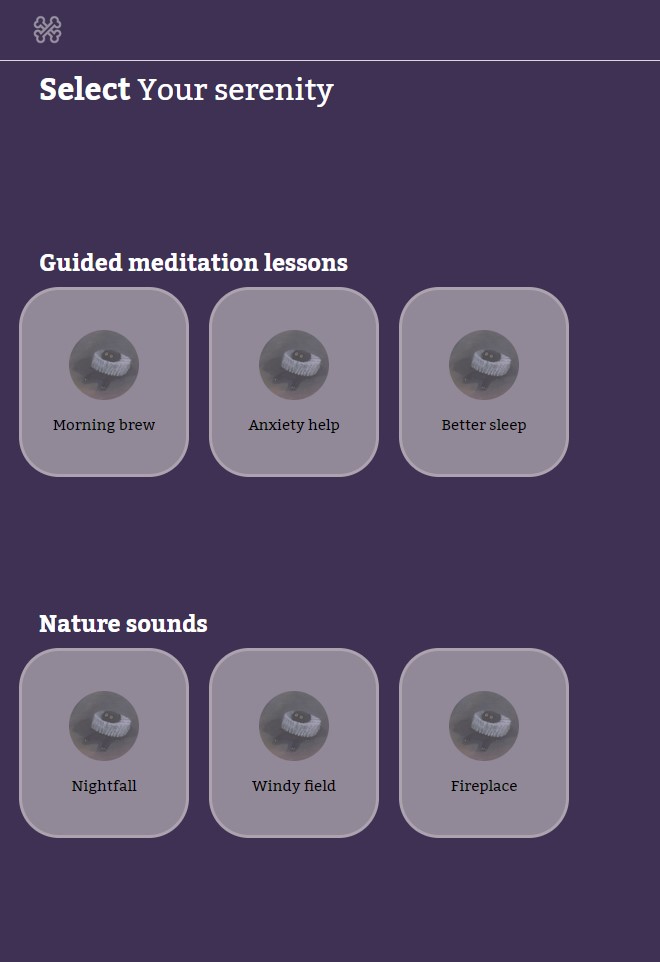 Select Your serenity
Guided meditation lessons
Morning brew
Anxiety help
Better sleep
Nature sounds
Nightfall
Windy field
Fireplace